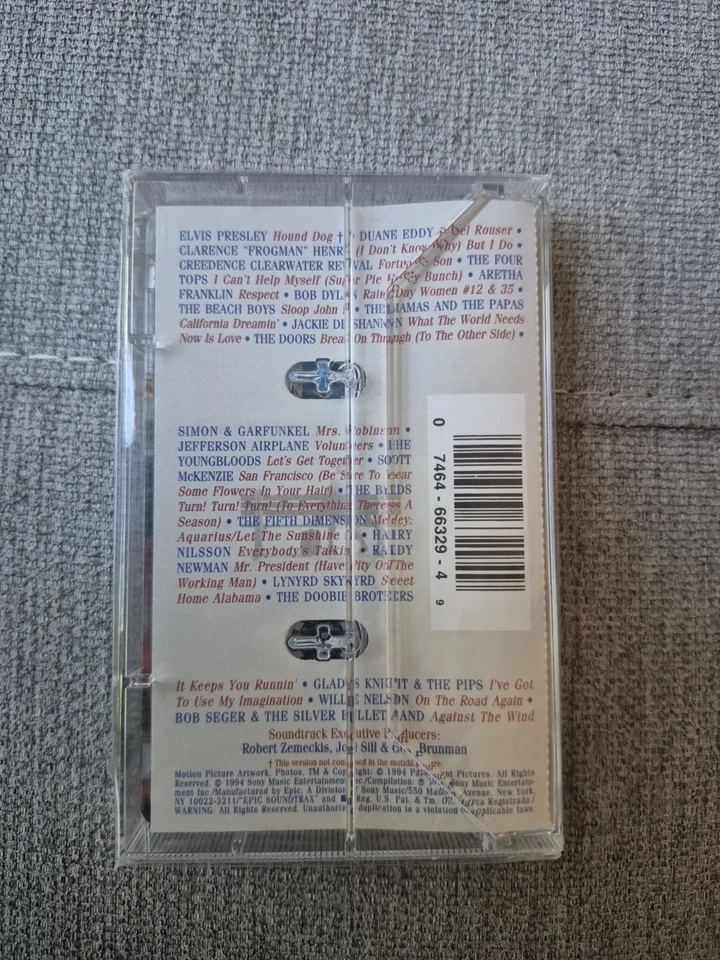 ELVIS PRESLEY Hound Dog † • DUANE EDDY Rebel Rouser •
CLARENCE "FROGMAN" HENRY (I Don't Know Why) But I Do •
CREEDENCE CLEARWATER REVIVAL Fortunate Son • THE FOUR
TOPS I Can't Help Myself (Sugar Pie Honey Bunch) • ARETHA
FRANKLIN Respect • BOB DYLAN Rainy Day Women #12 & 35 •
THE BEACH BOYS Sloop John B • THE MAMAS AND THE PAPAS
California Dreamin' • JACKIE DE SHANNON What The World Needs
Now Is Love • THE DOORS Break On Through (To The Other Side) •
SIMON & GARFUNKEL Mrs. Robinson •
JEFFERSON AIRPLANE Volunteers • THE
YOUNGBLOODS Let's Get Together • SCOTT
McKENZIE San Francisco (Be Sure To Wear
Some Flowers In Your Hair) • THE BYRDS
Turn! Turn! Turn! (To Everything There Is A
Season) • THE FIFTH DIMENSION Medley:
Aquarius/Let The Sunshine In • HARRY
NILSSON Everybody's Talkin' • RANDY
NEWMAN Mr. President (Have Pity On The
Working Man) • LYNYRD SKYNYRD Sweet
Home Alabama • THE DOOBIE BROTHERS
0 7464-66329-4 9
It Keeps You Runnin' • GLADYS KNIGHT & THE PIPS I've Got
To Use My Imagination • WILLIE NELSON On The Road Again •
BOB SEGER & THE SILVER BULLET BAND Against The Wind
Soundtrack Executive Producers:
Robert Zemeckis, Joel Sill & Brunman
† This version not contained in the motion picture
Motion Picture Artwork, Photos, TM & Copyright © 1994 Paramount Pictures. All Rights
Reserved. © 1994 Sony Music Entertainment Inc./Compilation: Sony Music Entertain-
ment Inc./Manufactured by Epic, A Division of Sony Music/550 Madison Avenue, New York,
NY 10022-3211/"EPIC SOUNDTRAX" and Reg. U.S. Pat. & Tm. Off. Marca Registrada./
WARNING: All Rights Reserved. Unauthorized duplication is a violation of applicable laws.